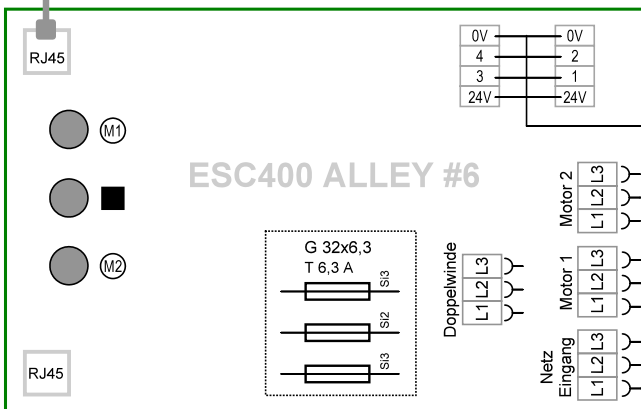 RJ45
0V 0V
4 2
3 1
24V 24V
M1
ESC400 ALLEY #6
M2
Motor 2
L3
L2
L1
G 32x6,3
T 6,3 A
Si3
Si2
Si3
Doppelwinde
L3
L2
L1
Motor 1
L3
L2
L1
Netz
Eingang
L3
L2
L1
RJ45